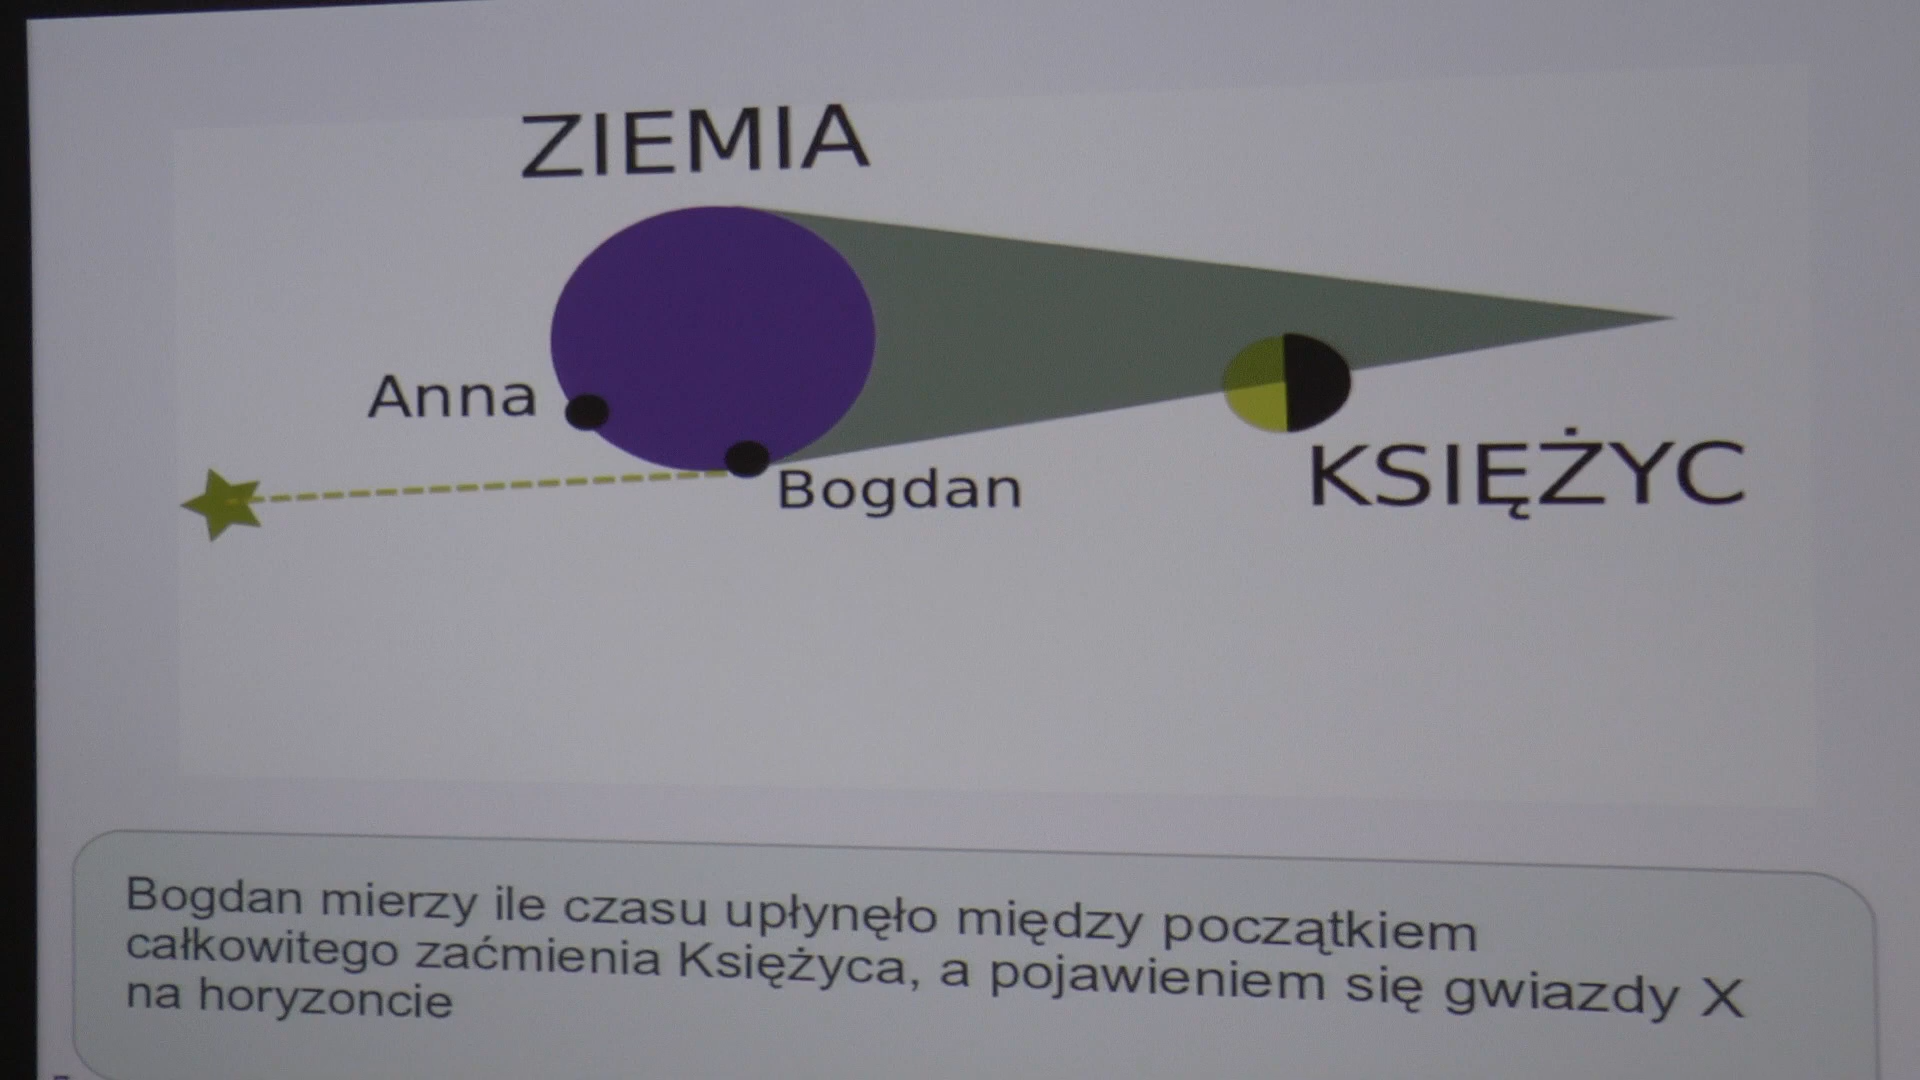 ZIEMIA
Anna
Bogdan
KSIĘŻYC
Bogdan mierzy ile czasu upłynęło między początkiem
całkowitego zaćmienia Księżyca, a pojawieniem się gwiazdy X
na horyzoncie